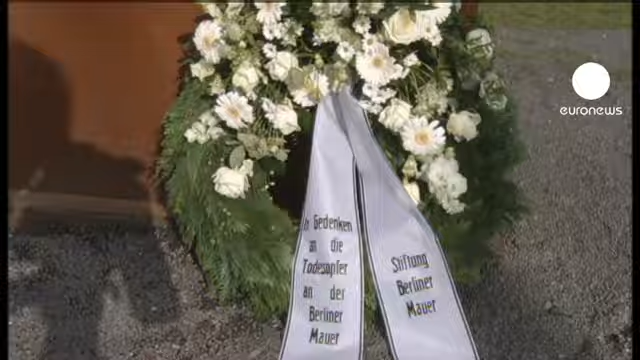 euronews
In Gedenken
an die
Todesopfer
an der
Berliner
Mauer
Stiftung
Berliner
Mauer